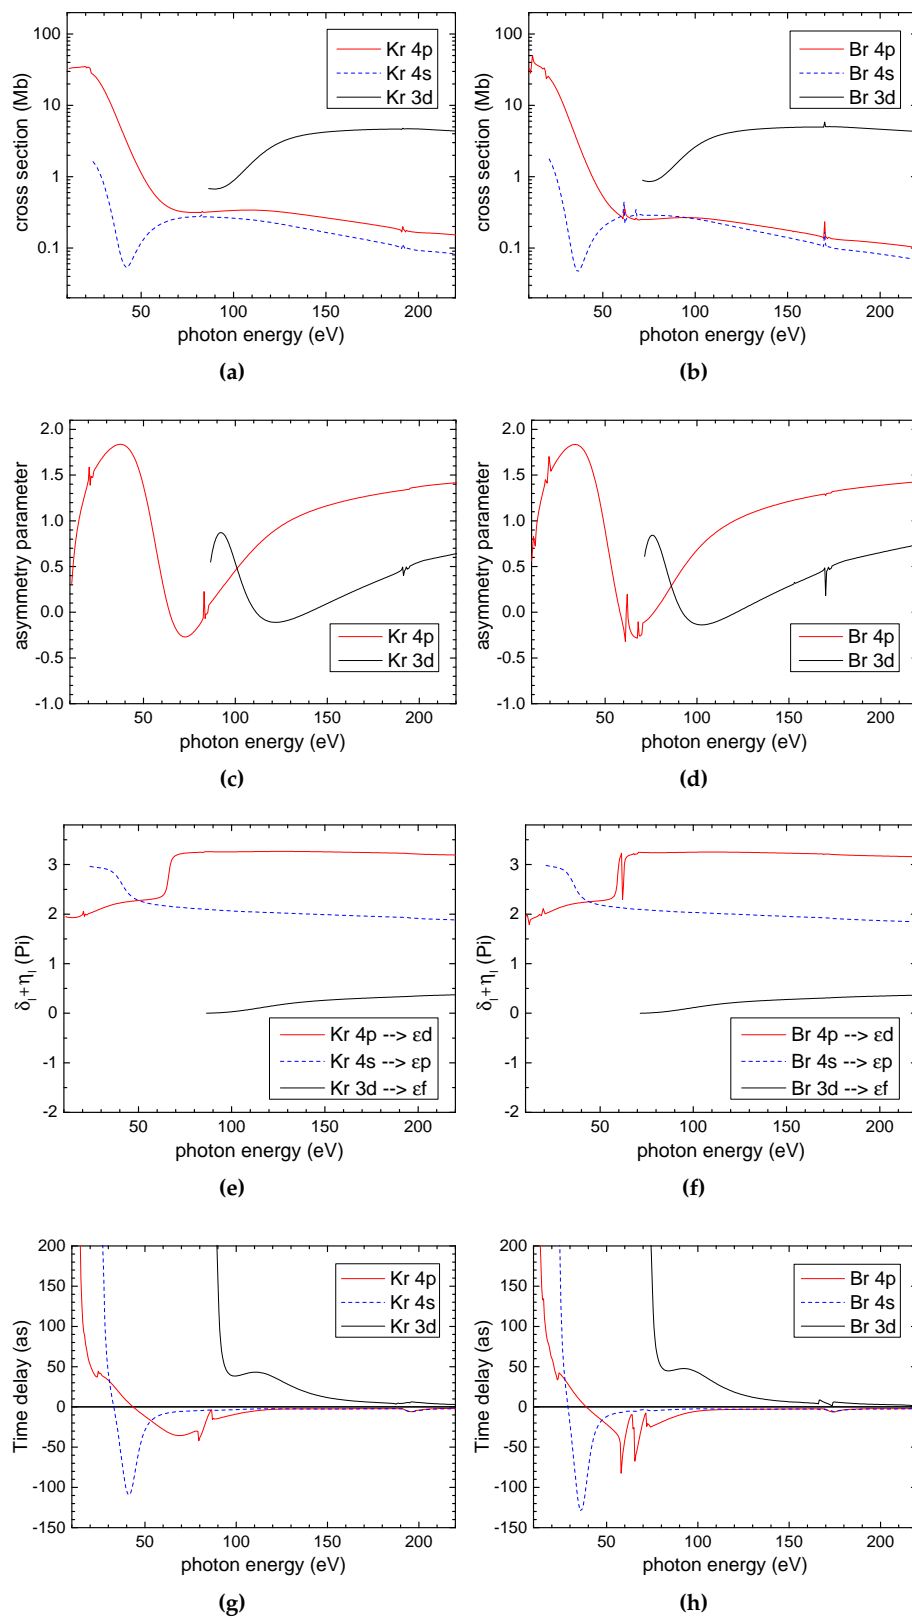 cross section (Mb)
100
10
1
0.1
Kr 4p
Kr 4s
Kr 3d
50 100 150 200
photon energy (eV)
(a)
cross section (Mb)
100
10
1
0.1
Br 4p
Br 4s
Br 3d
50 100 150 200
photon energy (eV)
(b)
asymmetry parameter
2.0
1.5
1.0
0.5
0.0
-0.5
-1.0
Kr 4p
Kr 3d
50 100 150 200
photon energy (eV)
(c)
asymmetry parameter
2.0
1.5
1.0
0.5
0.0
-0.5
-1.0
Br 4p
Br 3d
50 100 150 200
photon energy (eV)
(d)
δl+ηl (Pi)
3
2
1
0
-1
-2
Kr 4p --> εd
Kr 4s --> εp
Kr 3d --> εf
50 100 150 200
photon energy (eV)
(e)
δl+ηl (Pi)
3
2
1
0
-1
-2
Br 4p --> εd
Br 4s --> εp
Br 3d --> εf
50 100 150 200
photon energy (eV)
(f)
Time delay (as)
200
150
100
50
0
-50
-100
-150
Kr 4p
Kr 4s
Kr 3d
50 100 150 200
photon energy (eV)
(g)
Time delay (as)
200
150
100
50
0
-50
-100
-150
Br 4p
Br 4s
Br 3d
50 100 150 200
photon energy (eV)
(h)